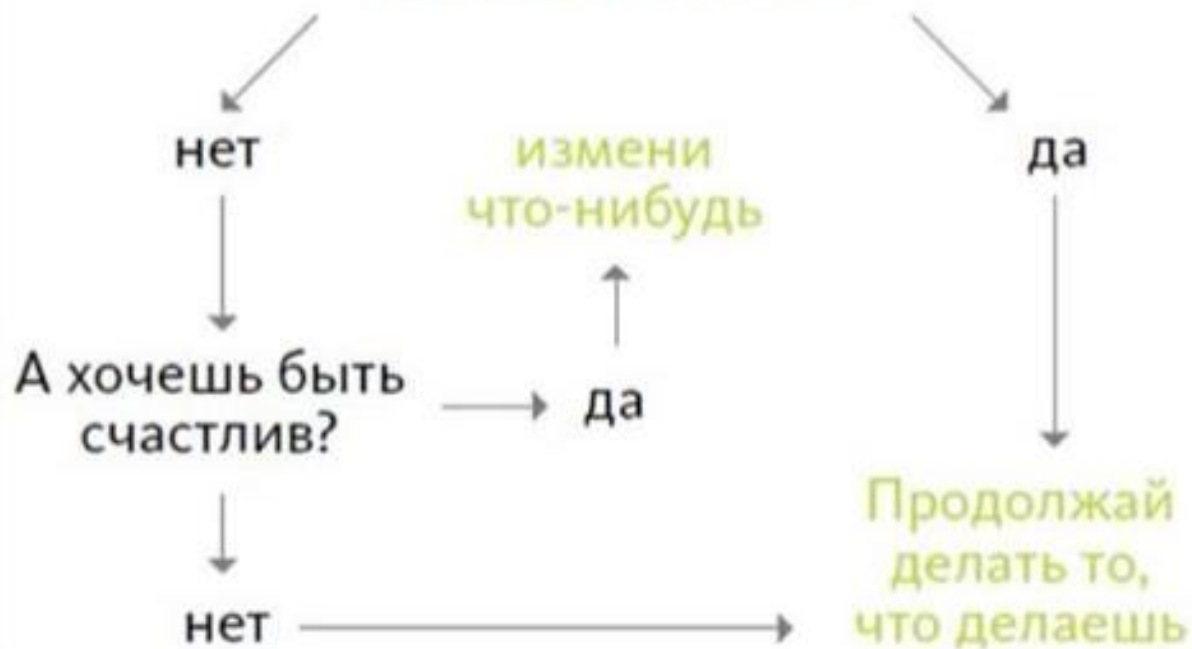 нет
измени
что-нибудь
да
А хочешь быть
счастлив?
да
нет
Продолжай
делать то,
что делаешь